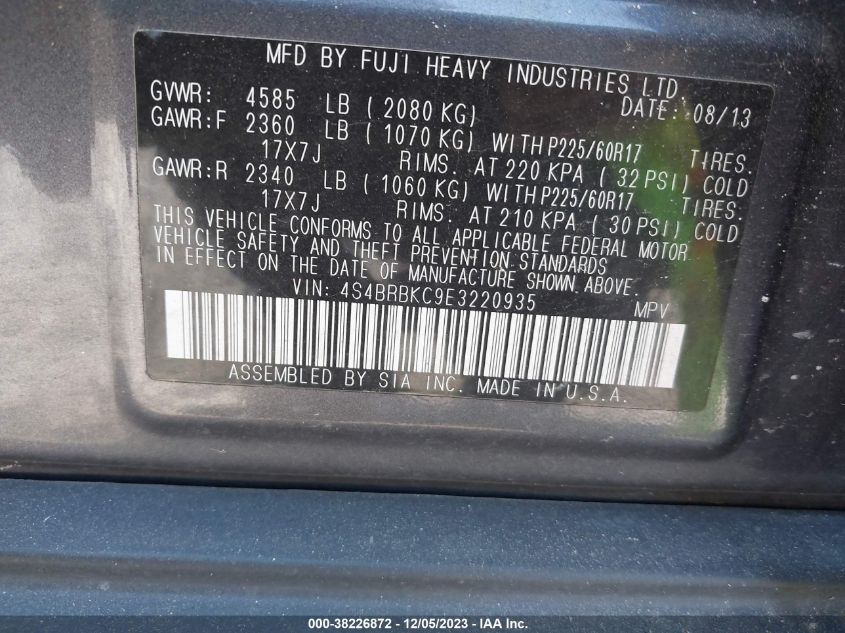 MFD BY FUJI HEAVY INDUSTRIES LTD
DATE: 08/13
GVWR: 4585 LB (2080 KG)
GAWR:F 2360 LB (1070 KG) WITH P225/60R17 TIRES.
17X7J RIMS. AT 220 KPA (32 PSI) COLD
GAWR:R 2340 LB (1060 KG) WITH P225/60R17 TIRES.
17X7J RIMS. AT 210 KPA (30 PSI) COLD
THIS VEHICLE CONFORMS TO ALL APPLICABLE FEDERAL MOTOR
VEHICLE SAFETY AND THEFT PREVENTION STANDARDS
IN EFFECT ON THE DATE OF MANUFACTURE SHOWN ABOVE.
VIN: 4S4BRBKC9E3220935 MPV
ASSEMBLED BY SIA INC. MADE IN U.S.A.
000-38226872 - 12/05/2023 - IAA Inc.